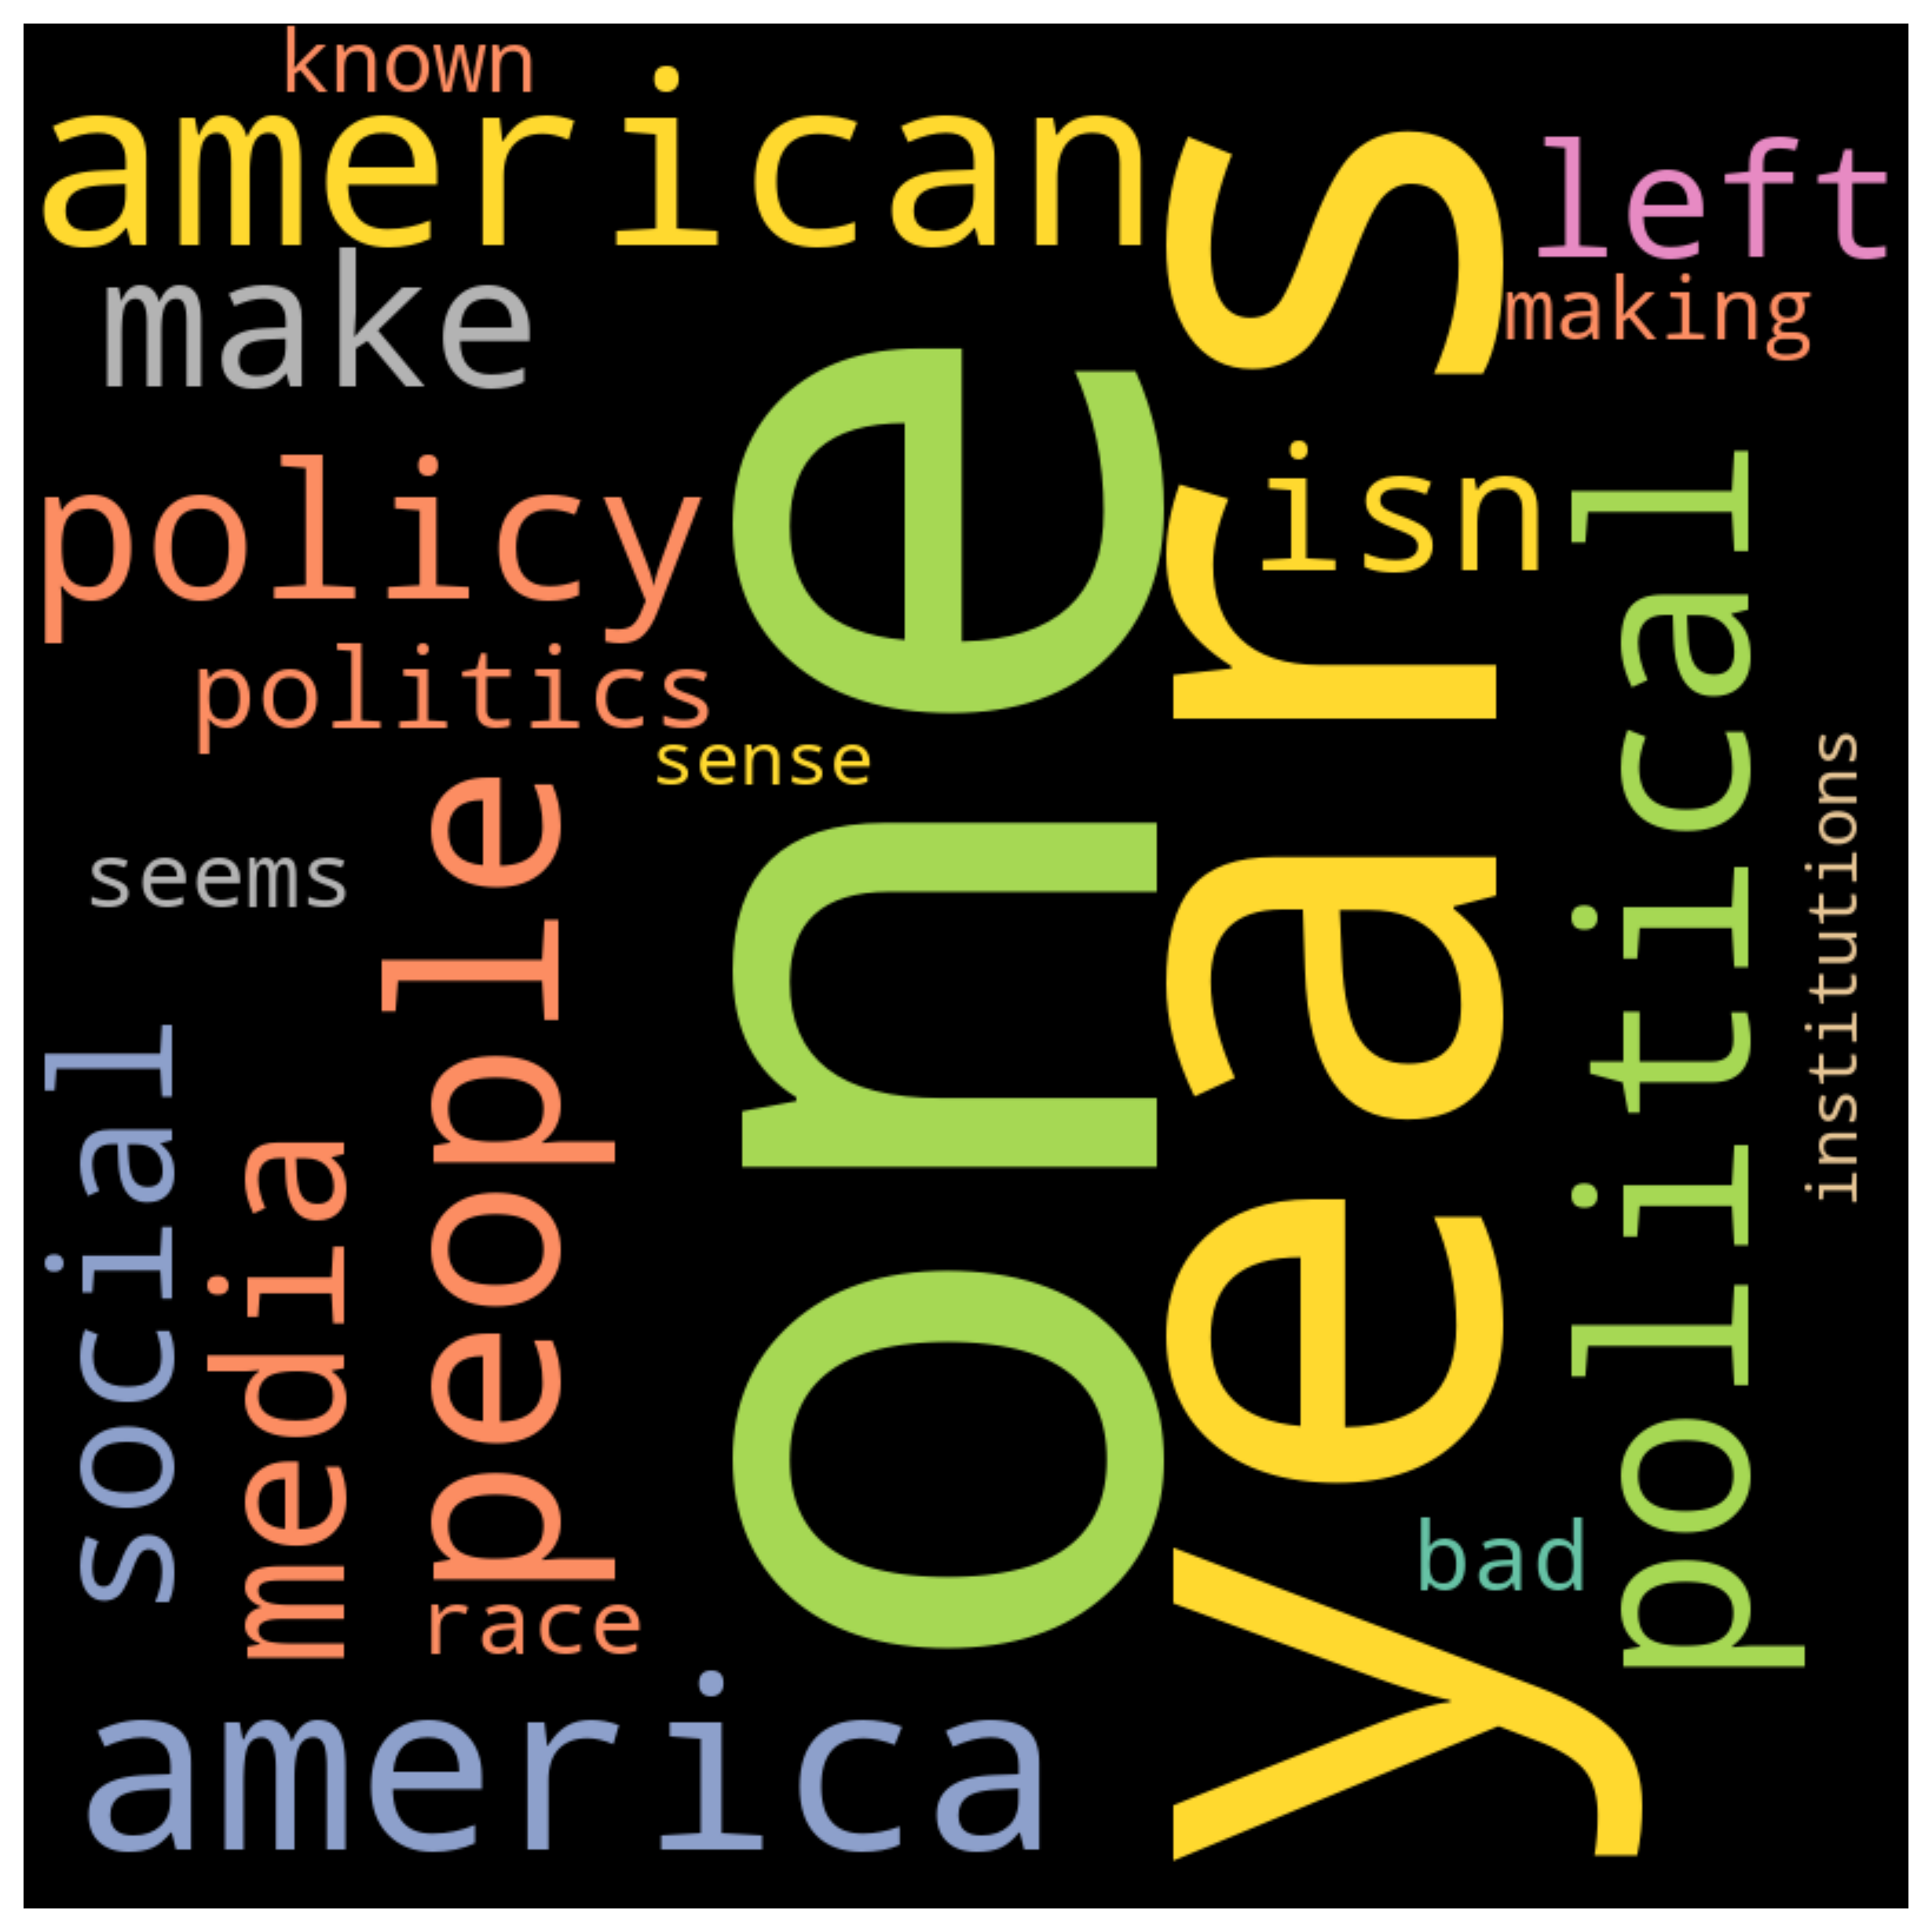 known
american
left
make
making
policy
isn
politics
sense
seems
social
media
people
one
years
political
institutions
bad
race
america